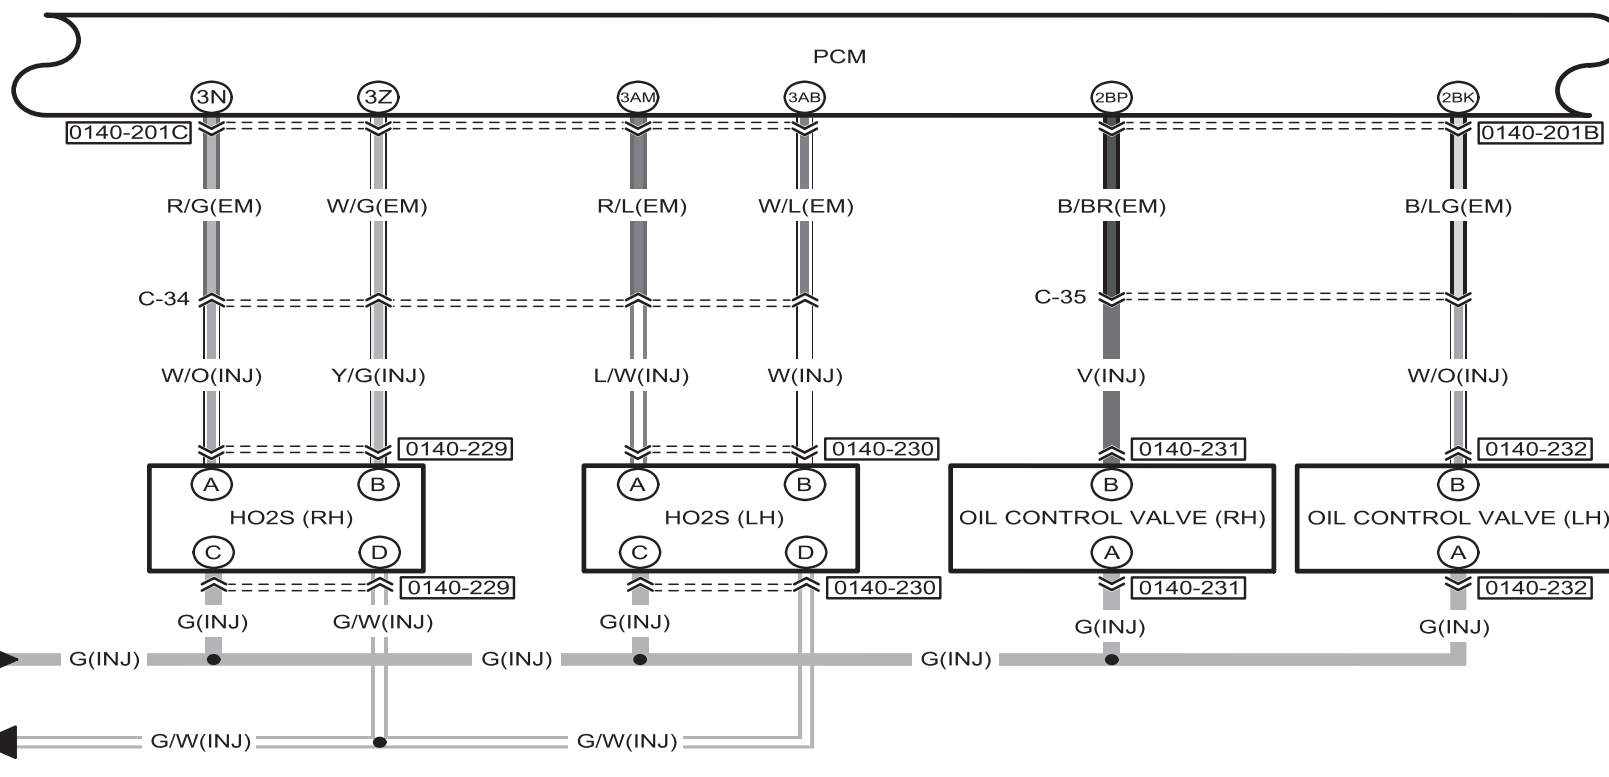 PCM
3N 3Z 3AM 3AB 2BP 2BK
0140-201C 0140-201B
R/G(EM) W/G(EM) R/L(EM) W/L(EM) B/BR(EM) B/LG(EM)
C-34 C-35
W/O(INJ) Y/G(INJ) L/W(INJ) W(INJ) V(INJ) W/O(INJ)
0140-229 0140-230 0140-231 0140-232
A B A B B B
HO2S (RH) HO2S (LH) OIL CONTROL VALVE (RH) OIL CONTROL VALVE (LH)
C D C D A A
0140-229 0140-230 0140-231 0140-232
G(INJ) G/W(INJ) G(INJ) G(INJ) G(INJ)
G(INJ) G(INJ) G(INJ)
G/W(INJ) G/W(INJ)